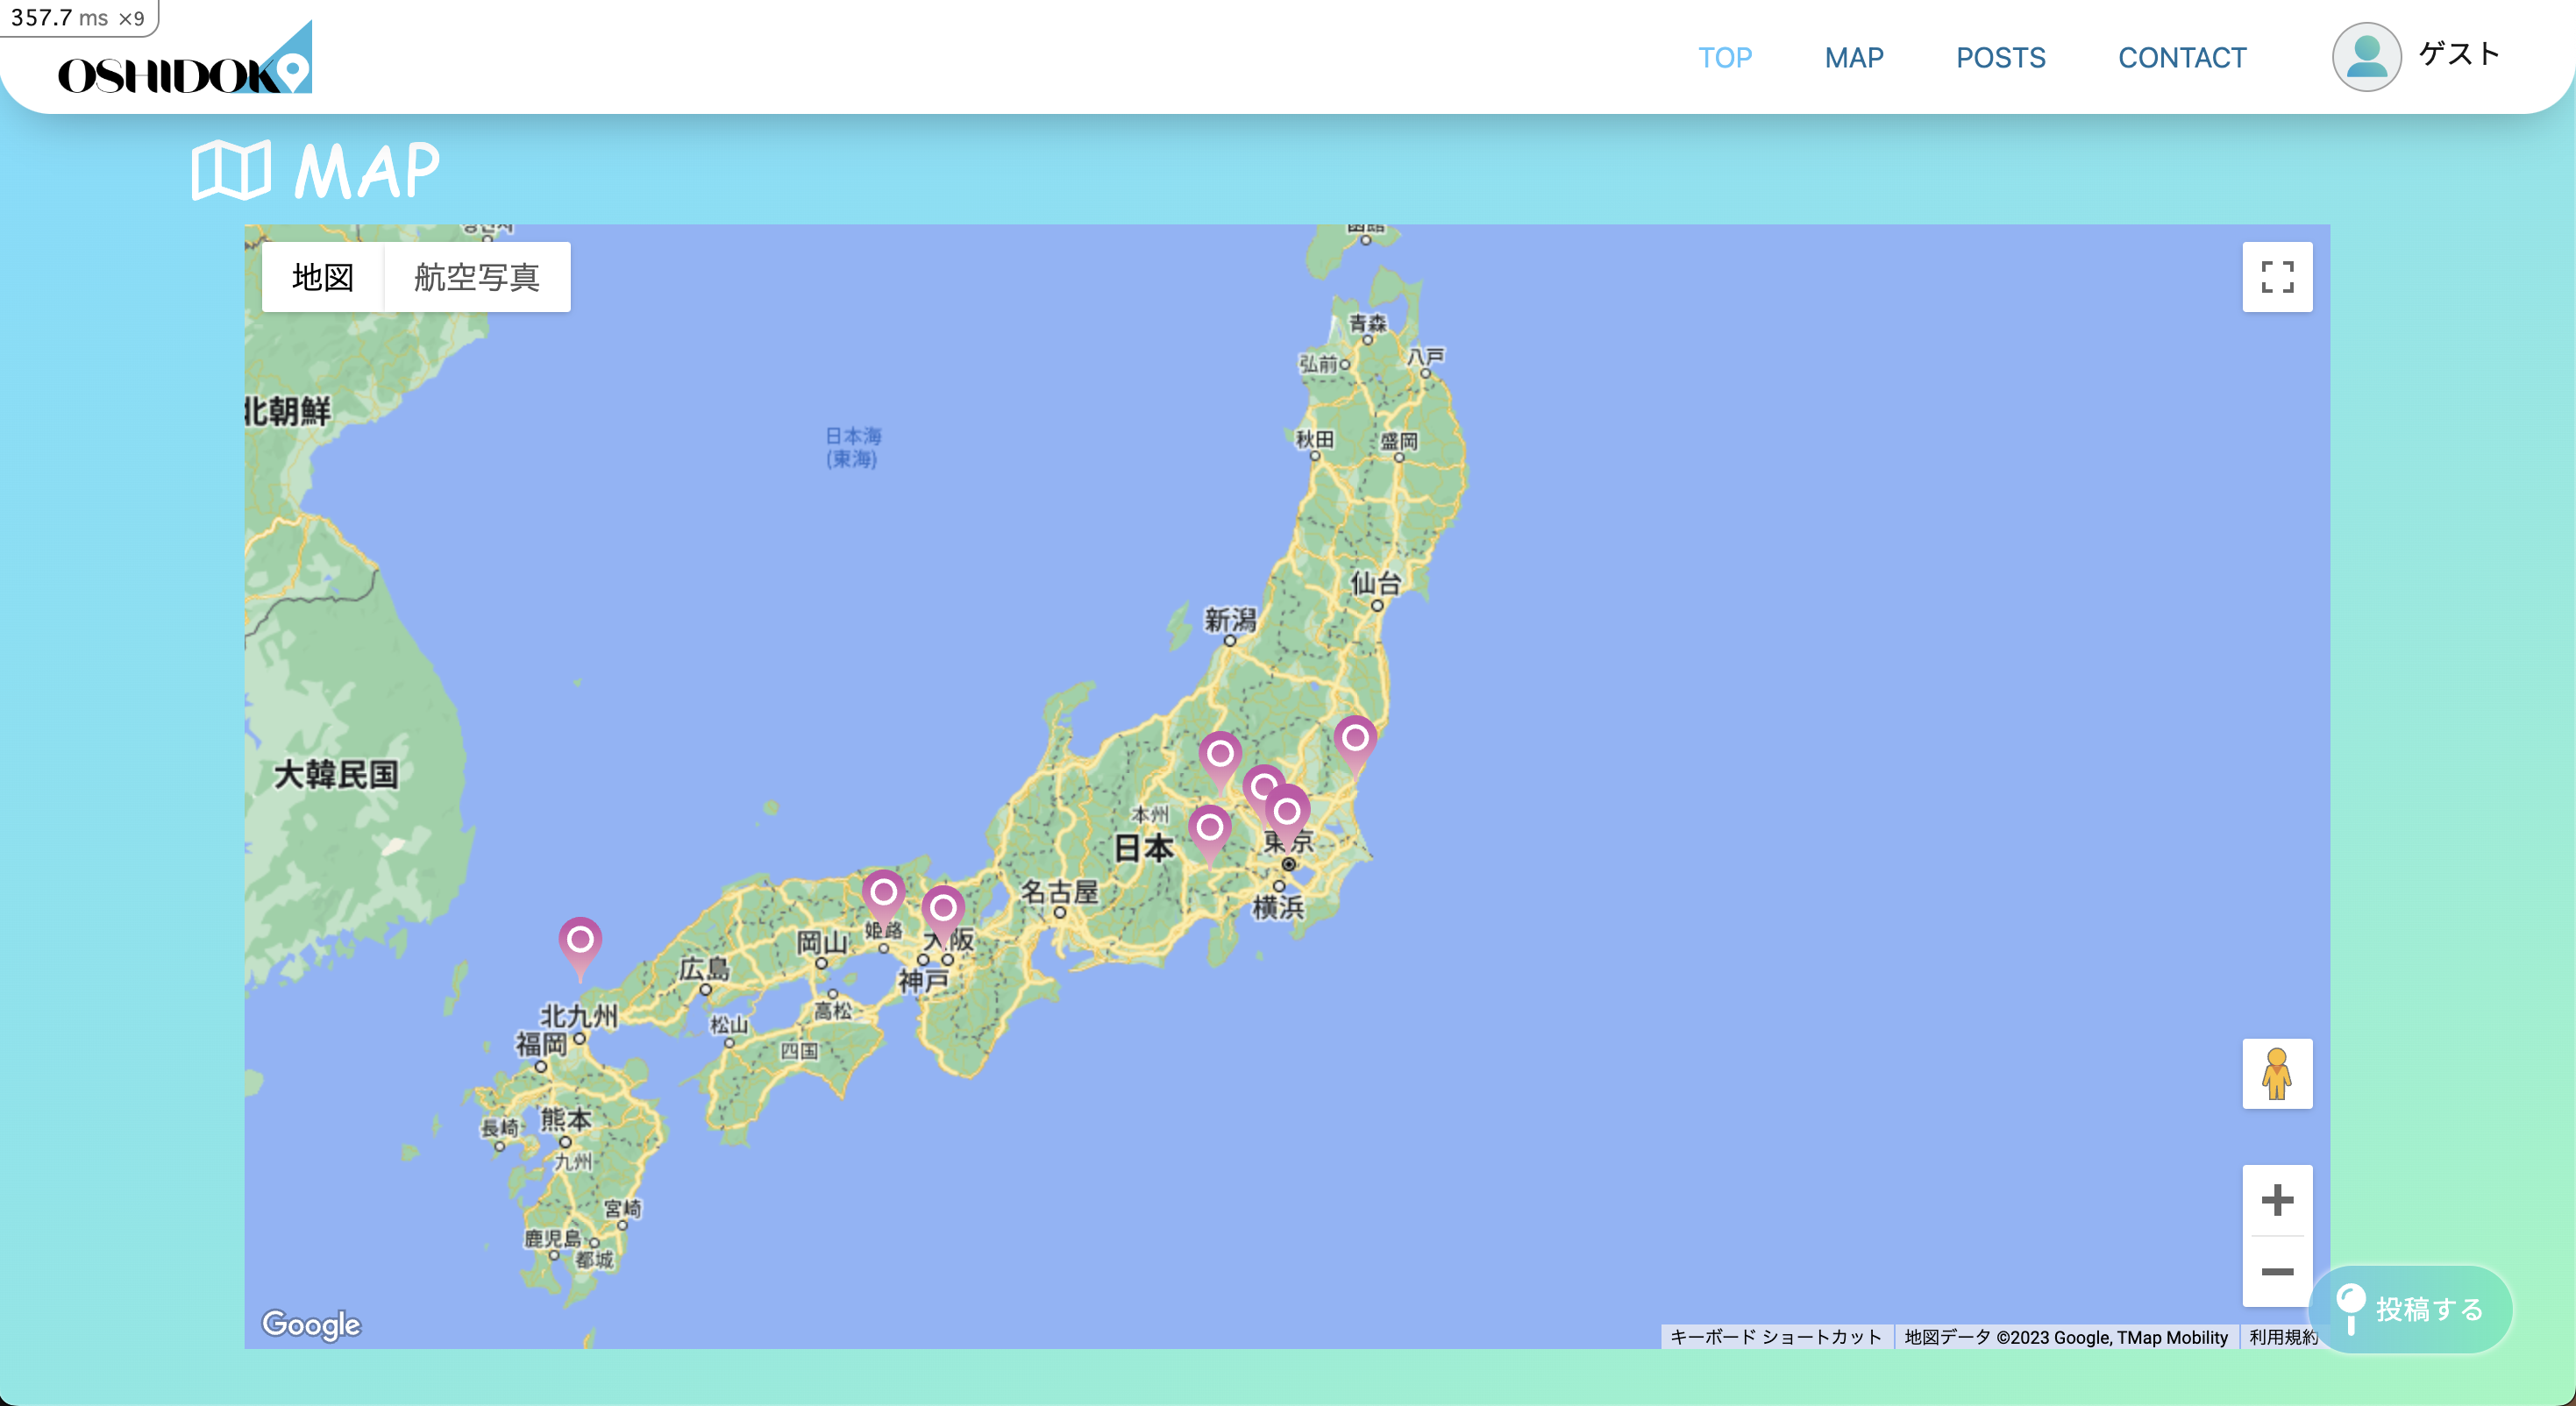 357.7 ms ×9
OSHIDOKO
TOP
MAP
POSTS
CONTACT
ゲスト
MAP
地図
航空写真
函館
青森
弘前
八戸
北朝鮮
日本海
(東海)
秋田
盛岡
仙台
新潟
大韓民国
本州
日本
東京
名古屋
横浜
姫路
大阪
岡山
広島
神戸
高松
北九州
松山
福岡
四国
熊本
長崎
九州
宮崎
鹿児島
都城
投稿する
Google
キーボード ショートカット
地図データ ©2023 Google, TMap Mobility
利用規約